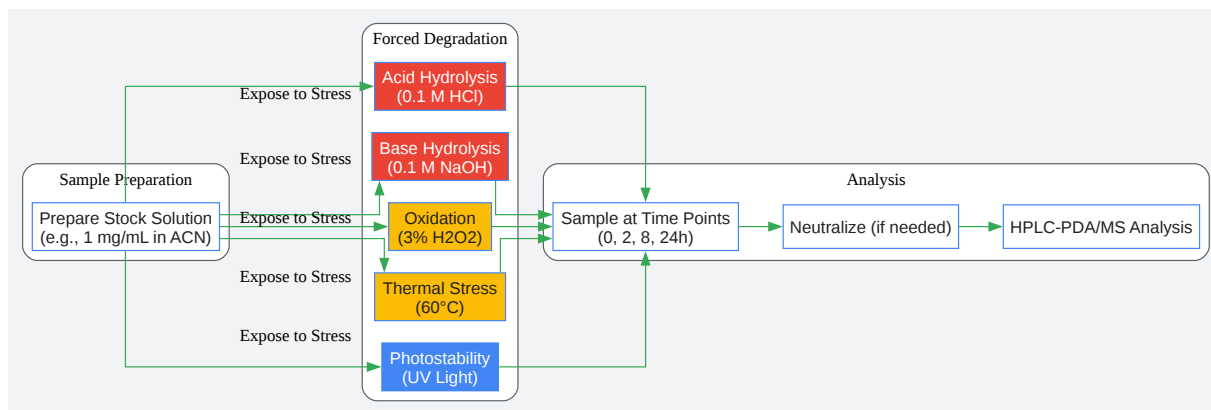 Sample Preparation
Prepare Stock Solution
(e.g., 1 mg/mL in ACN)
Expose to Stress
Expose to Stress
Expose to Stress
Expose to Stress
Expose to Stress
Forced Degradation
Acid Hydrolysis
(0.1 M HCl)
Base Hydrolysis
(0.1 M NaOH)
Oxidation
(3% H2O2)
Thermal Stress
(60°C)
Photostability
(UV Light)
Analysis
Sample at Time Points
(0, 2, 8, 24h)
Neutralize (if needed)
HPLC-PDA/MS Analysis